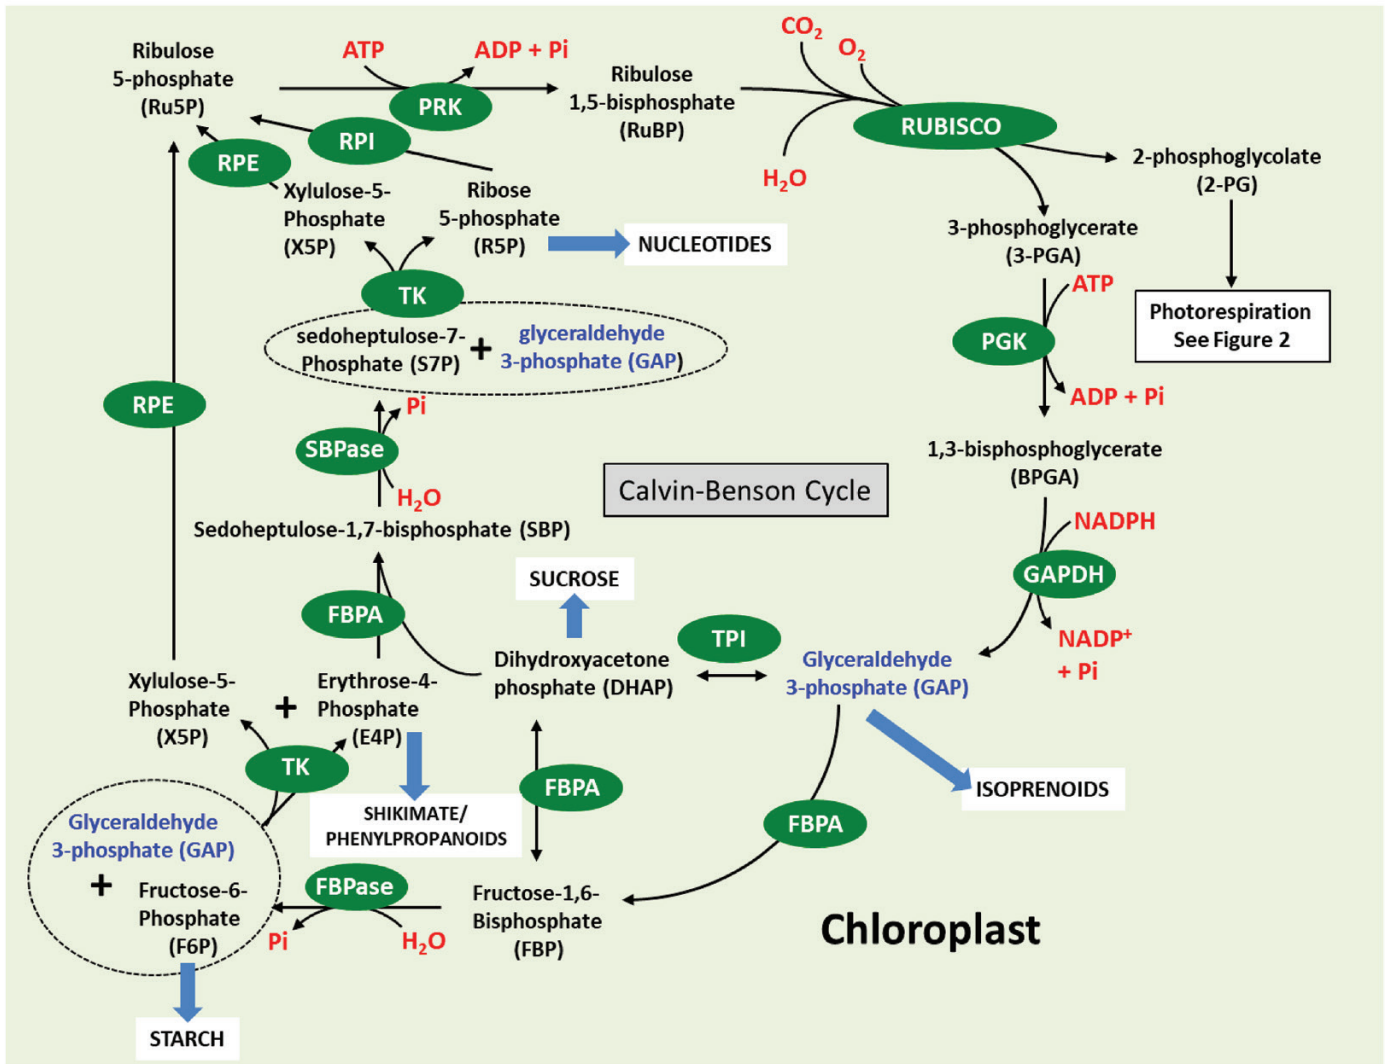 Ribulose
5-phosphate
(Ru5P)
ATP
ADP + Pi
PRK
Ribulose
1,5-bisphosphate
(RuBP)
CO2
O2
H2O
RUBISCO
2-phosphoglycolate
(2-PG)
Photorespiration
See Figure 2
3-phosphoglycerate
(3-PGA)
ATP
PGK
ADP + Pi
1,3-bisphosphoglycerate
(BPGA)
NADPH
GAPDH
NADP+
+ Pi
RPE
RPI
Xylulose-5-
Phosphate
(X5P)
Ribose
5-phosphate
(R5P)
NUCLEOTIDES
TK
sedoheptulose-7-
Phosphate (S7P)
+
glyceraldehyde
3-phosphate (GAP)
RPE
Pi
SBPase
H2O
Calvin-Benson Cycle
Sedoheptulose-1,7-bisphosphate (SBP)
SUCROSE
FBPA
TPI
Dihydroxyacetone
phosphate (DHAP)
Glyceraldehyde
3-phosphate (GAP)
Xylulose-5-
Phosphate
(X5P)
+
Erythrose-4-
Phosphate
(E4P)
TK
FBPA
ISOPRENOIDS
SHIKIMATE/
PHENYLPROPANOIDS
FBPA
Glyceraldehyde
3-phosphate (GAP)
+
Fructose-6-
Phosphate
(F6P)
FBPase
Pi
H2O
Fructose-1,6-
Bisphosphate
(FBP)
Chloroplast
STARCH